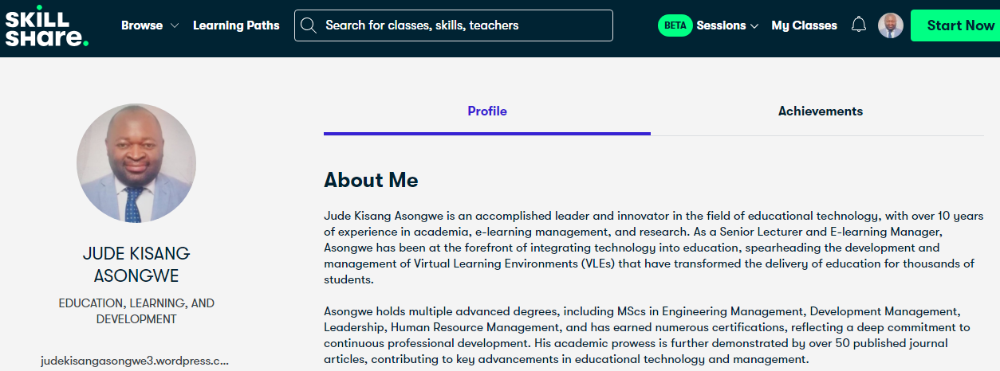 SKILL
SHARE.
Browse
Learning Paths
Search for classes, skills, teachers
BETA
Sessions
My Classes
Start Now
JUDE KISANG
ASONGWE
EDUCATION, LEARNING, AND
DEVELOPMENT
judekisangasongwe3.wordpress.c...
Profile
Achievements
About Me
Jude Kisang Asongwe is an accomplished leader and innovator in the field of educational technology, with over 10 years
of experience in academia, e-learning management, and research. As a Senior Lecturer and E-learning Manager,
Asongwe has been at the forefront of integrating technology into education, spearheading the development and
management of Virtual Learning Environments (VLEs) that have transformed the delivery of education for thousands of
students.
Asongwe holds multiple advanced degrees, including MScs in Engineering Management, Development Management,
Leadership, Human Resource Management, and has earned numerous certifications, reflecting a deep commitment to
continuous professional development. His academic prowess is further demonstrated by over 50 published journal
articles, contributing to key advancements in educational technology and management.